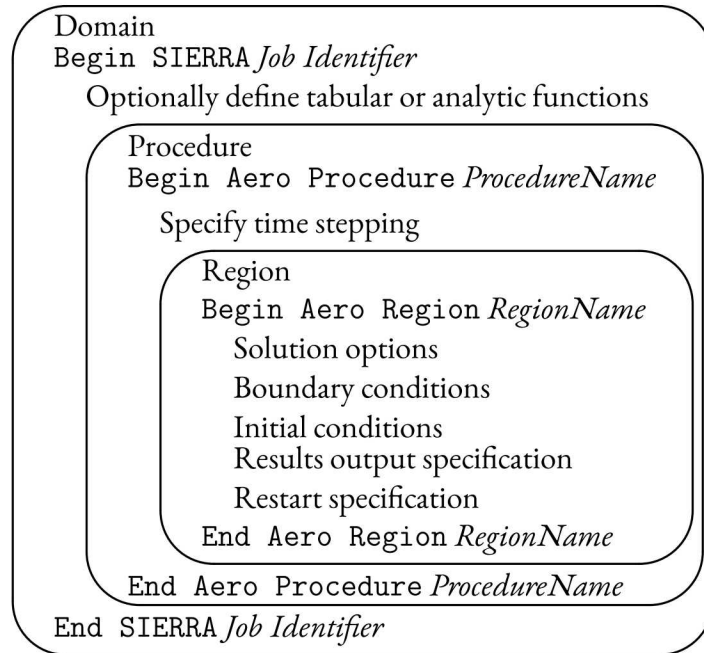 Domain
Begin SIERRA Job Identifier
Optionally define tabular or analytic functions
Procedure
Begin Aero Procedure ProcedureName
Specify time stepping
Region
Begin Aero Region RegionName
Solution options
Boundary conditions
Initial conditions
Results output specification
Restart specification
End Aero Region RegionName
End Aero Procedure ProcedureName
End SIERRA Job Identifier